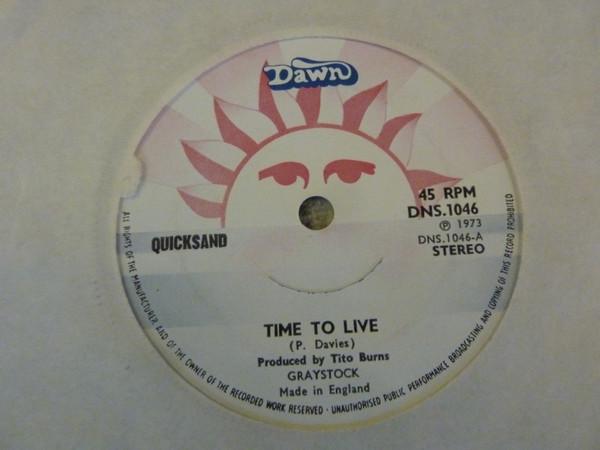 Dawn
45 RPM
DNS.1046
Ⓟ 1973
DNS.1046-A
STEREO
QUICKSAND
TIME TO LIVE
(P. Davies)
Produced by Tito Burns
GRAYSTOCK
Made in England
ALL RIGHTS OF THE MANUFACTURER AND OF THE OWNER OF THE RECORDED WORK RESERVED · UNAUTHORISED PUBLIC PERFORMANCE BROADCASTING AND COPYING OF THIS RECORD PROHIBITED